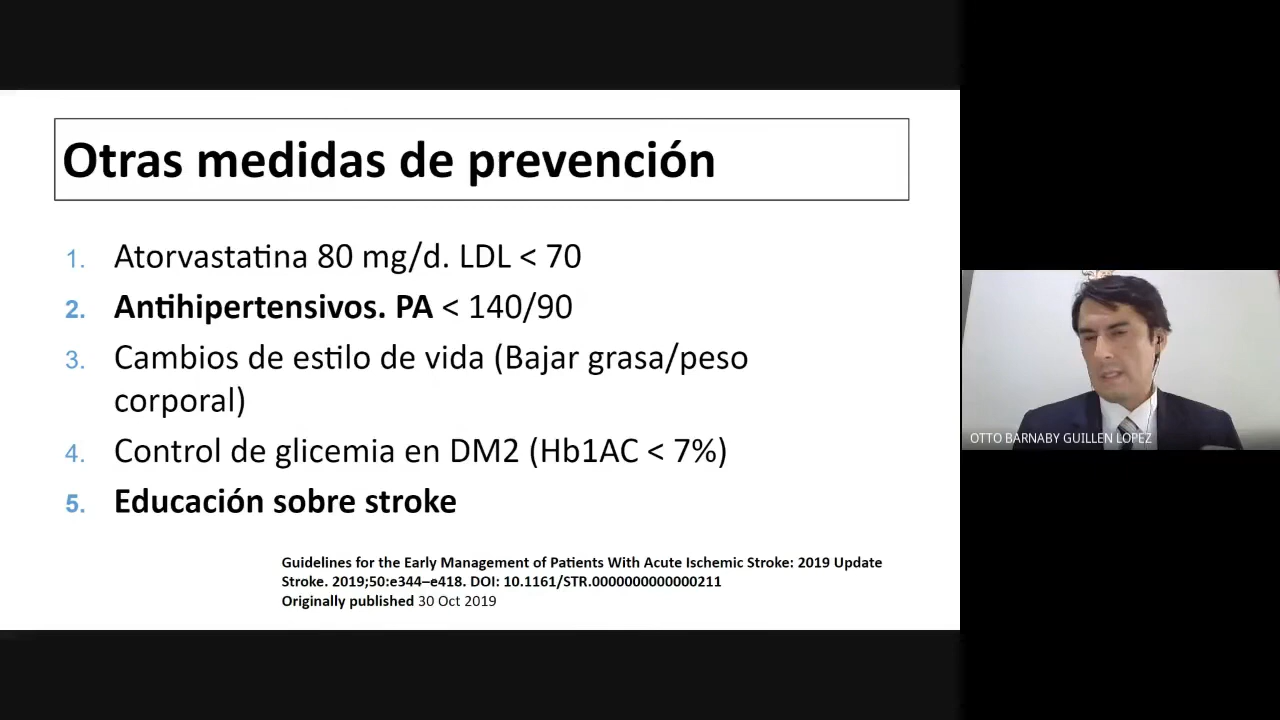 Otras medidas de prevención
1. Atorvastatina 80 mg/d. LDL < 70
2. Antihipertensivos. PA < 140/90
3. Cambios de estilo de vida (Bajar grasa/peso
corporal)
4. Control de glicemia en DM2 (Hb1AC < 7%)
5. Educación sobre stroke
Guidelines for the Early Management of Patients With Acute Ischemic Stroke: 2019 Update
Stroke. 2019;50:e344–e418. DOI: 10.1161/STR.0000000000000211
Originally published 30 Oct 2019
OTTO BARNABY GUILLEN LOPEZ